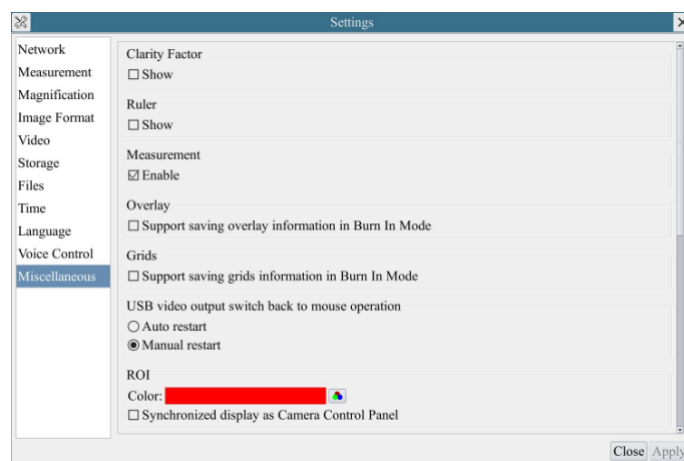 Settings
Network
Measurement
Magnification
Image Format
Video
Storage
Files
Time
Language
Voice Control
Miscellaneous
Clarity Factor
Show
Ruler
Show
Measurement
Enable
Overlay
Support saving overlay information in Burn In Mode
Grids
Support saving grids information in Burn In Mode
USB video output switch back to mouse operation
Auto restart
Manual restart
ROI
Color:
Synchronized display as Camera Control Panel
Close Apply